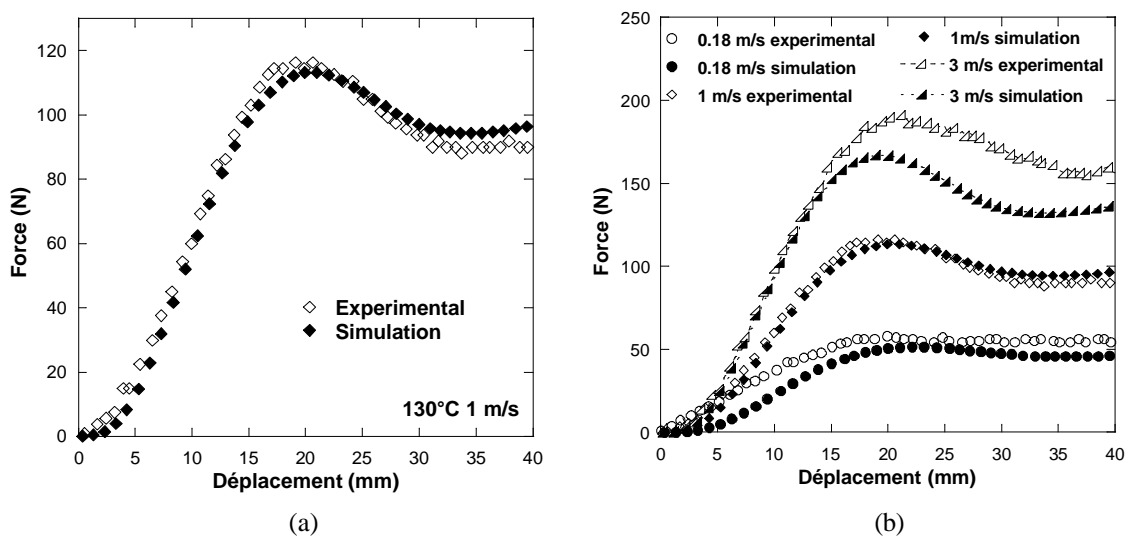 120
100
80
60
40
20
0
0 5 10 15 20 25 30 35 40
Force (N)
Déplacement (mm)
Experimental
Simulation
130°C 1 m/s
(a)
250
200
150
100
50
0
0 5 10 15 20 25 30 35 40
Force (N)
Déplacement (mm)
0.18 m/s experimental
0.18 m/s simulation
1 m/s experimental
1m/s simulation
3 m/s experimental
3 m/s simulation
(b)